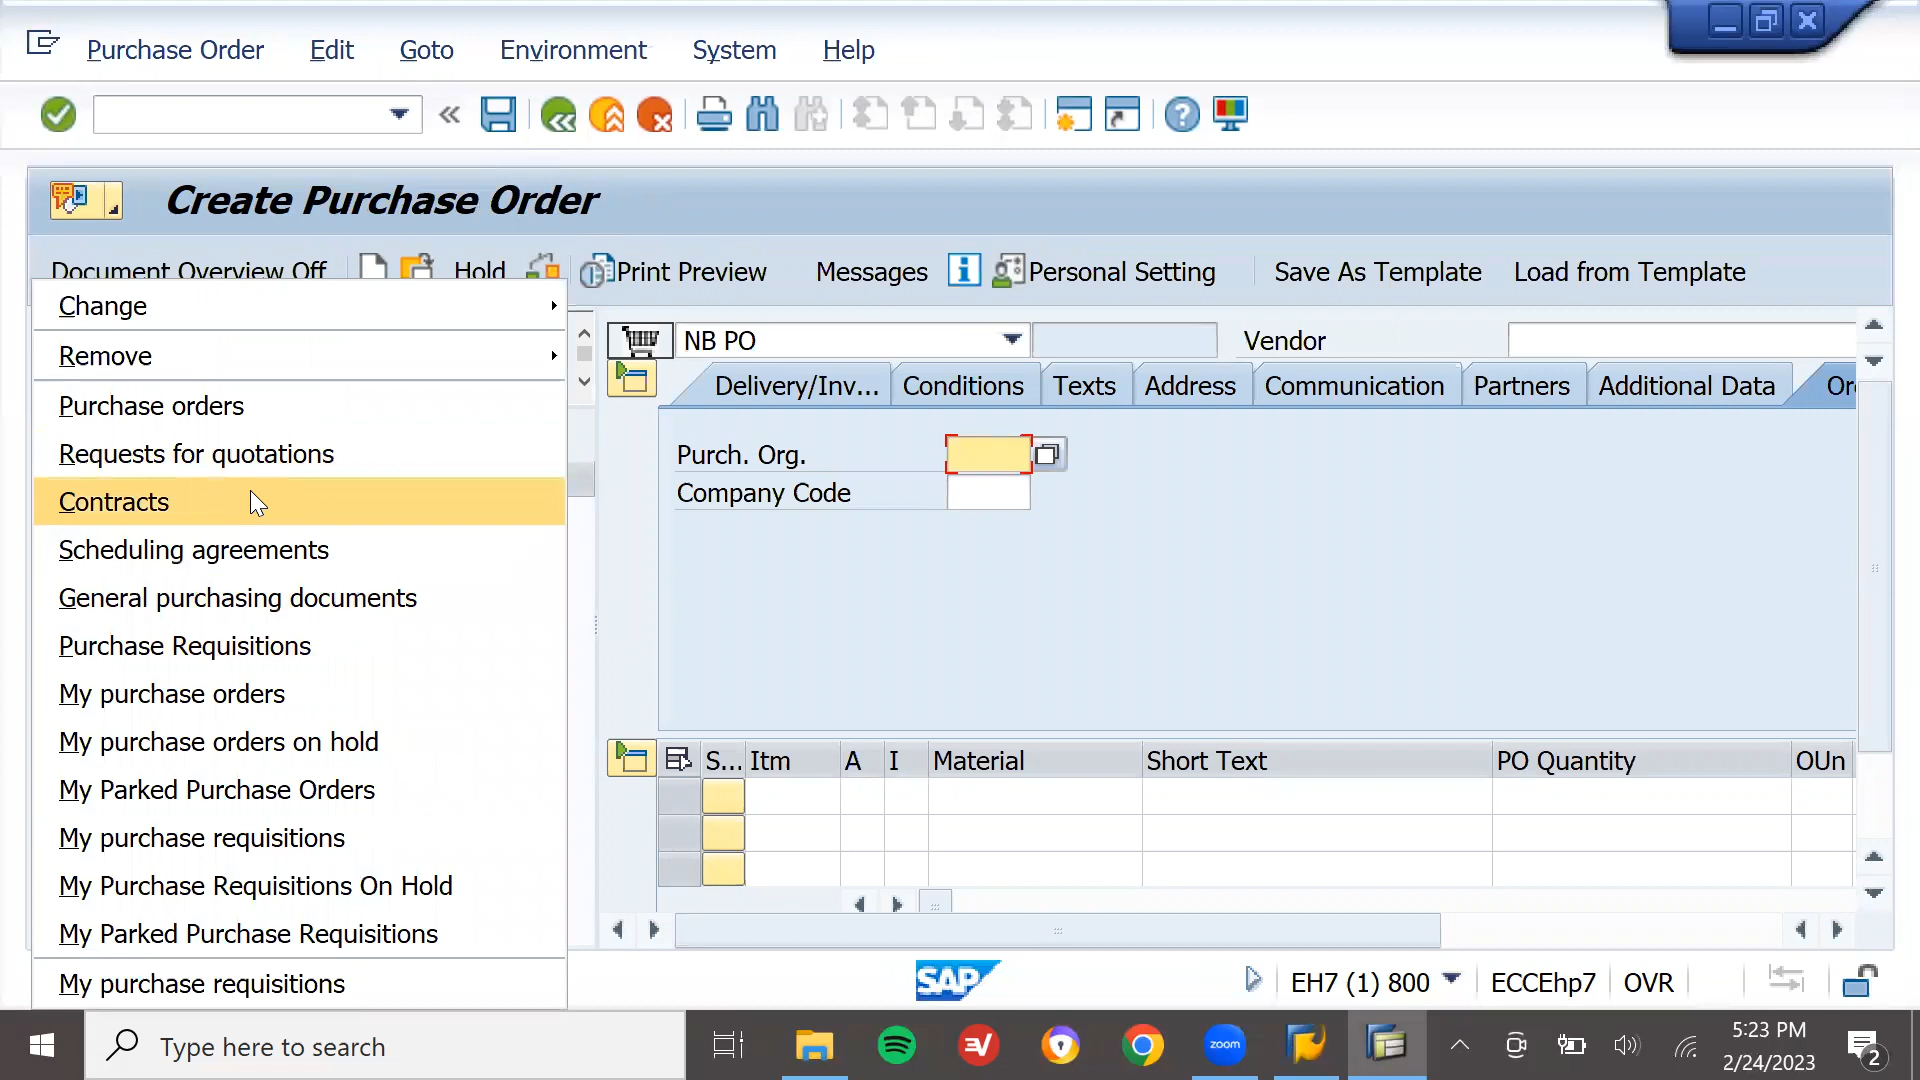 Purchase Order Edit Goto Environment System Help
Create Purchase Order
Document Overview Off Hold Print Preview Messages Personal Setting Save As Template Load from Template
Change
Remove
Purchase orders
Requests for quotations
Contracts
Scheduling agreements
General purchasing documents
Purchase Requisitions
My purchase orders
My purchase orders on hold
My Parked Purchase Orders
My purchase requisitions
My Purchase Requisitions On Hold
My Parked Purchase Requisitions
My purchase requisitions
NB PO Vendor
Delivery/Inv... Conditions Texts Address Communication Partners Additional Data Or
Purch. Org.
Company Code
S... Itm A I Material Short Text PO Quantity OUn
SAP EH7 (1) 800 ECCEhp7 OVR
Type here to search
zoom
5:23 PM
2/24/2023
2